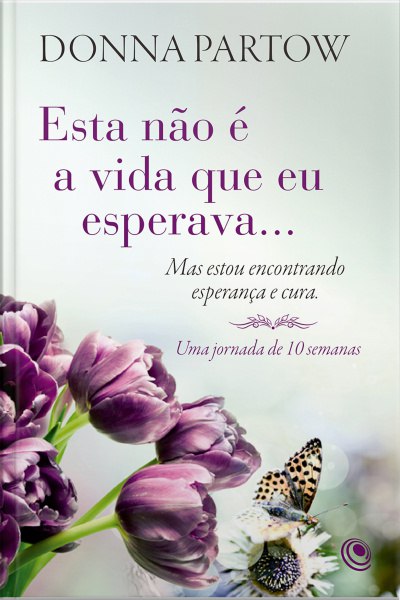 DONNA PARTOW
Esta não é
a vida que eu
esperava...
Mas estou encontrando
esperança e cura.
Uma jornada de 10 semanas